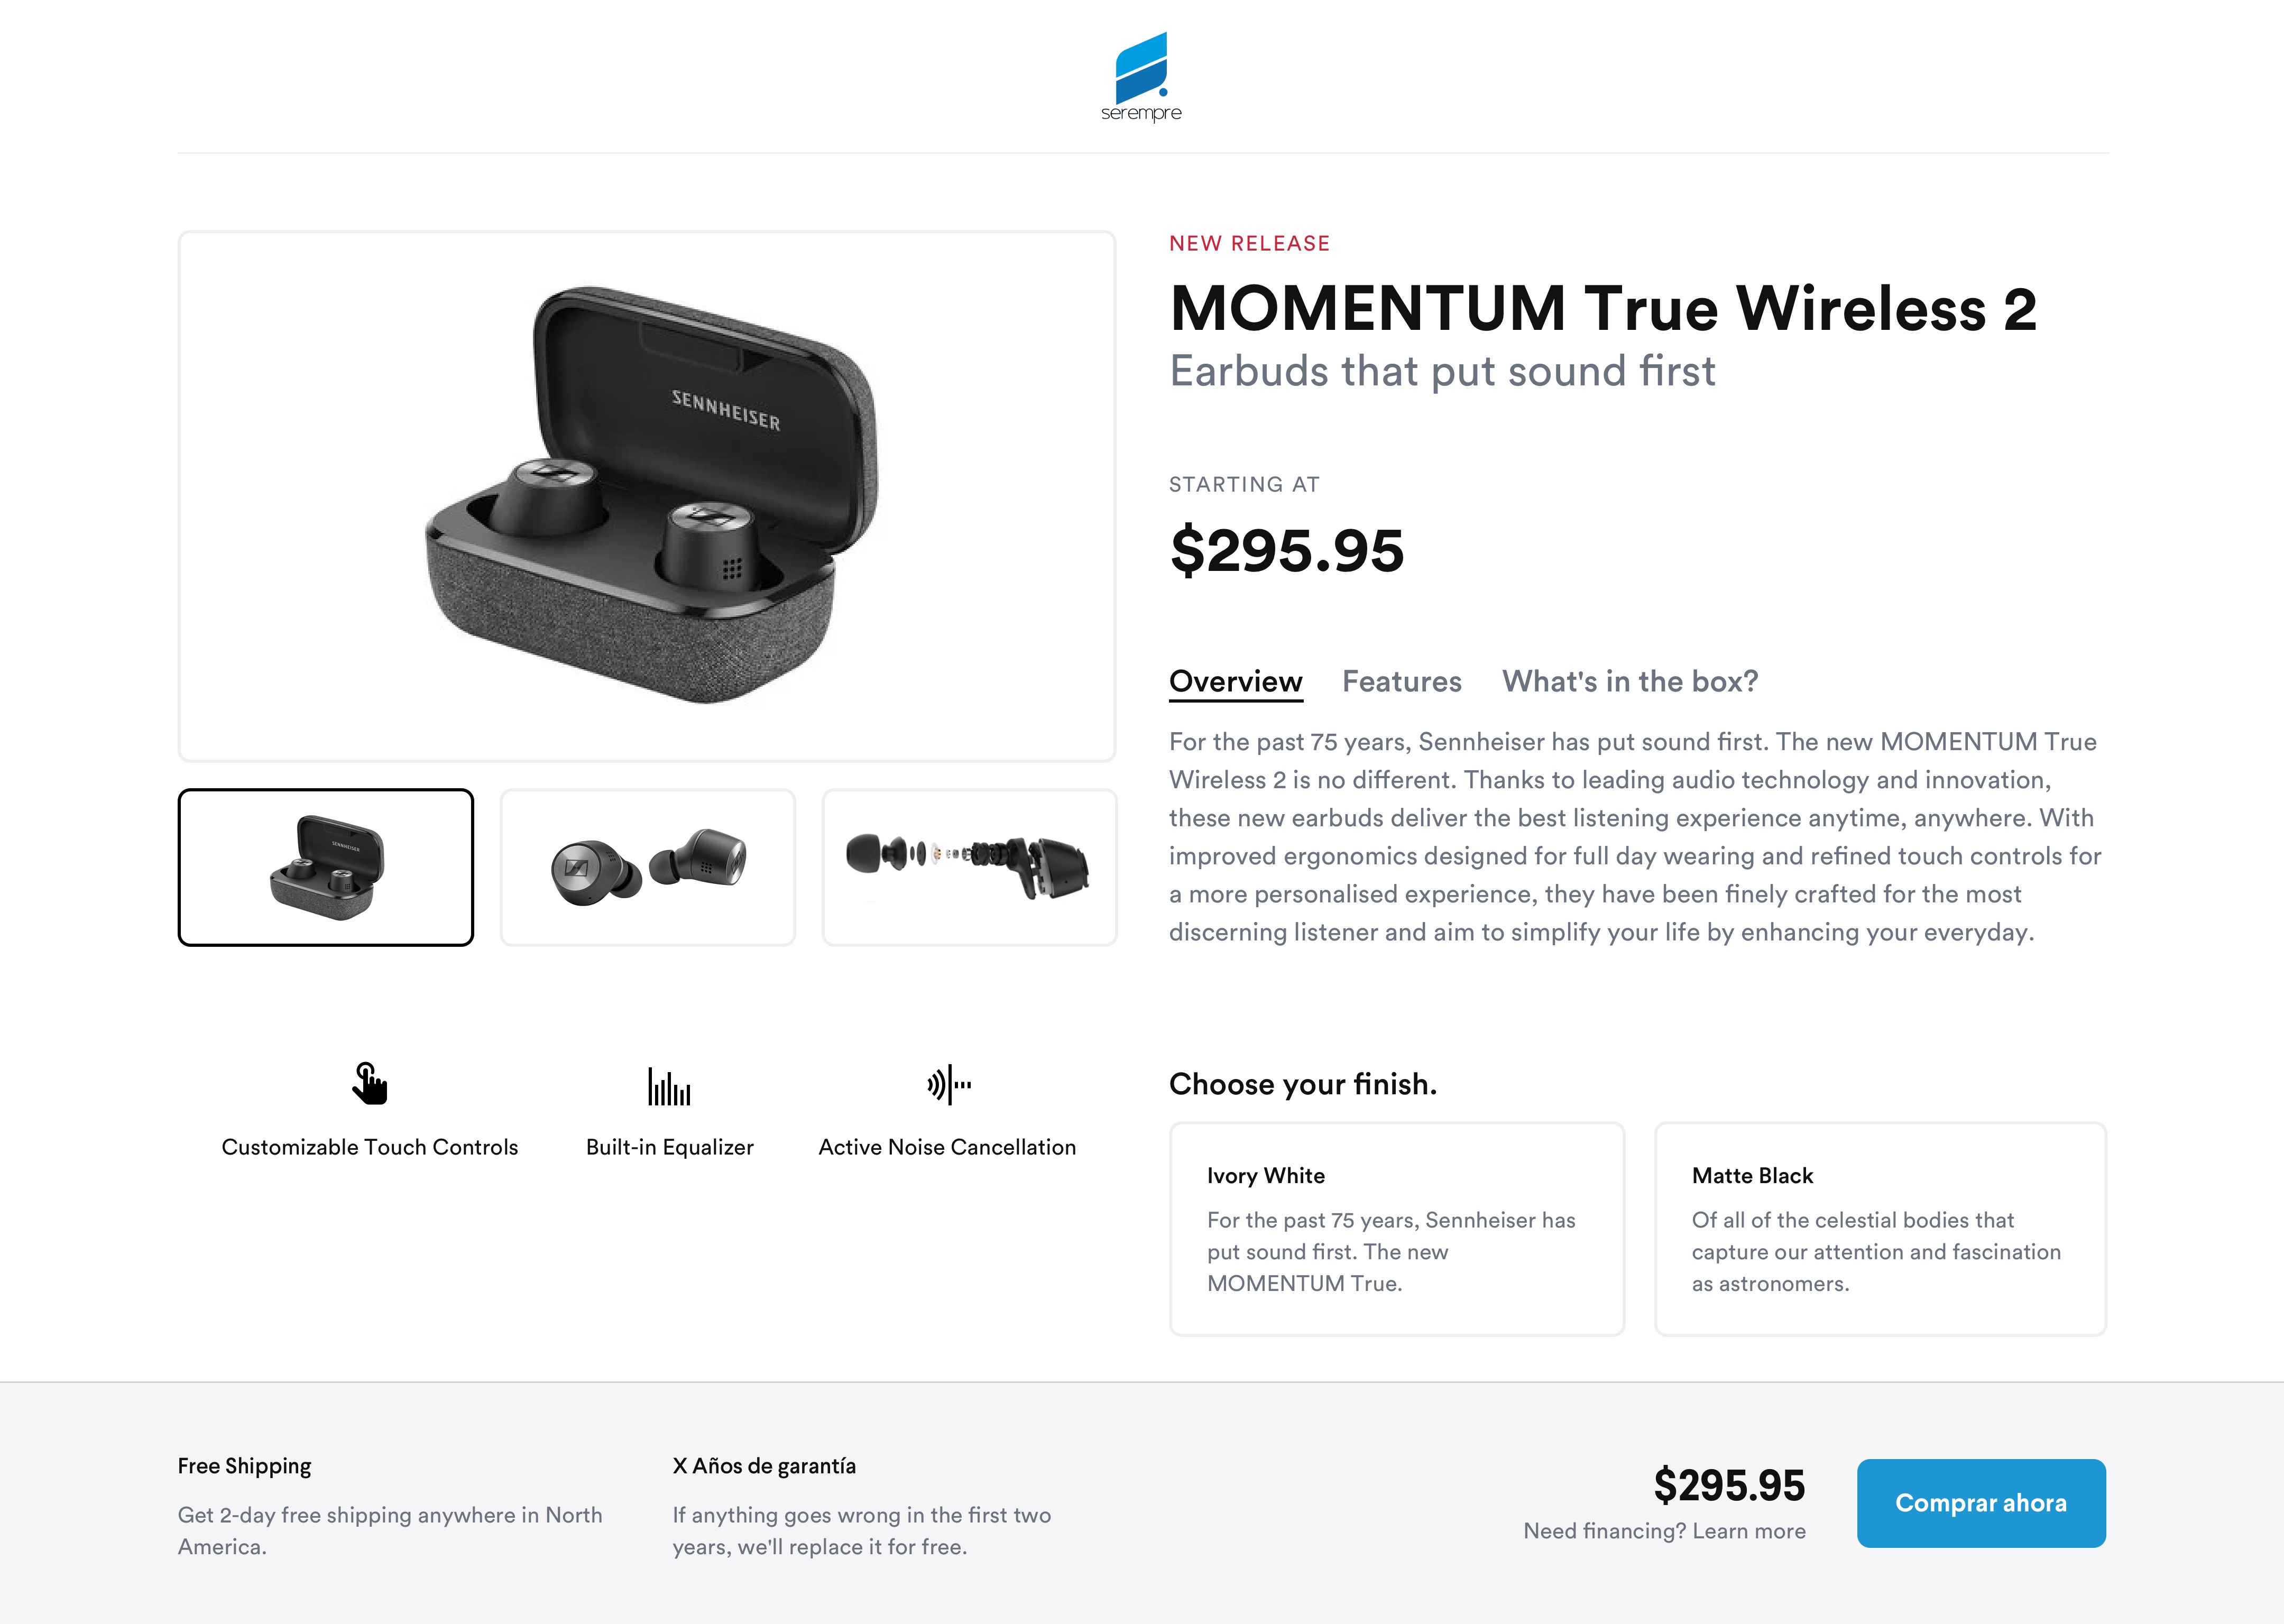 serempre
SENNHEISER
SENNHEISER
Customizable Touch Controls
Built-in Equalizer
Active Noise Cancellation
NEW RELEASE
MOMENTUM True Wireless 2
Earbuds that put sound first
STARTING AT
$295.95
Overview
Features
What's in the box?
For the past 75 years, Sennheiser has put sound first. The new MOMENTUM True
Wireless 2 is no different. Thanks to leading audio technology and innovation,
these new earbuds deliver the best listening experience anytime, anywhere. With
improved ergonomics designed for full day wearing and refined touch controls for
a more personalised experience, they have been finely crafted for the most
discerning listener and aim to simplify your life by enhancing your everyday.
Choose your finish.
Ivory White
For the past 75 years, Sennheiser has
put sound first. The new
MOMENTUM True.
Matte Black
Of all of the celestial bodies that
capture our attention and fascination
as astronomers.
Free Shipping
Get 2-day free shipping anywhere in North
America.
X Años de garantía
If anything goes wrong in the first two
years, we'll replace it for free.
$295.95
Need financing? Learn more
Comprar ahora